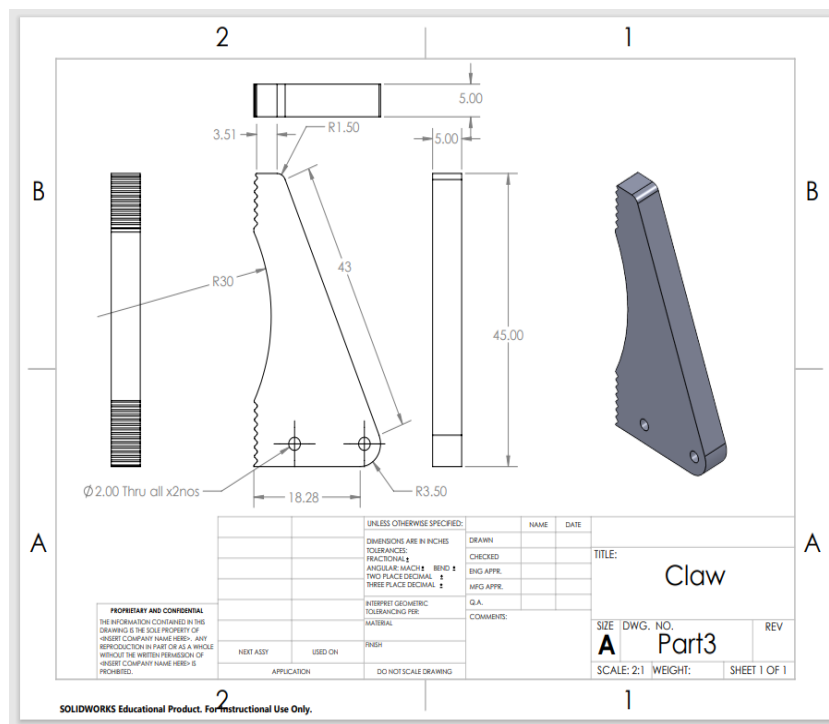 2
1
5.00
3.51
R1.50
5.00
B
B
R30
43
45.00
Ø2.00 Thru all x2nos
18.28
R3.50
A
A
UNLESS OTHERWISE SPECIFIED:
NAME
DATE
DIMENSIONS ARE IN INCHES
TOLERANCES:
FRACTIONAL ±
ANGULAR: MACH ± BEND ±
TWO PLACE DECIMAL ±
THREE PLACE DECIMAL ±
DRAWN
CHECKED
ENG APPR.
MFG APPR.
INTERPRET GEOMETRIC
TOLERANCING PER:
Q.A.
COMMENTS:
MATERIAL
FINISH
TITLE:
Claw
SIZE
DWG. NO.
REV
A
Part3
SCALE: 2:1
WEIGHT:
SHEET 1 OF 1
PROPRIETARY AND CONFIDENTIAL
THE INFORMATION CONTAINED IN THIS
DRAWING IS THE SOLE PROPERTY OF
<INSERT COMPANY NAME HERE>. ANY
REPRODUCTION IN PART OR AS A WHOLE
WITHOUT THE WRITTEN PERMISSION OF
<INSERT COMPANY NAME HERE> IS
PROHIBITED.
NEXT ASSY
USED ON
APPLICATION
DO NOT SCALE DRAWING
2
1
SOLIDWORKS Educational Product. For Instructional Use Only.